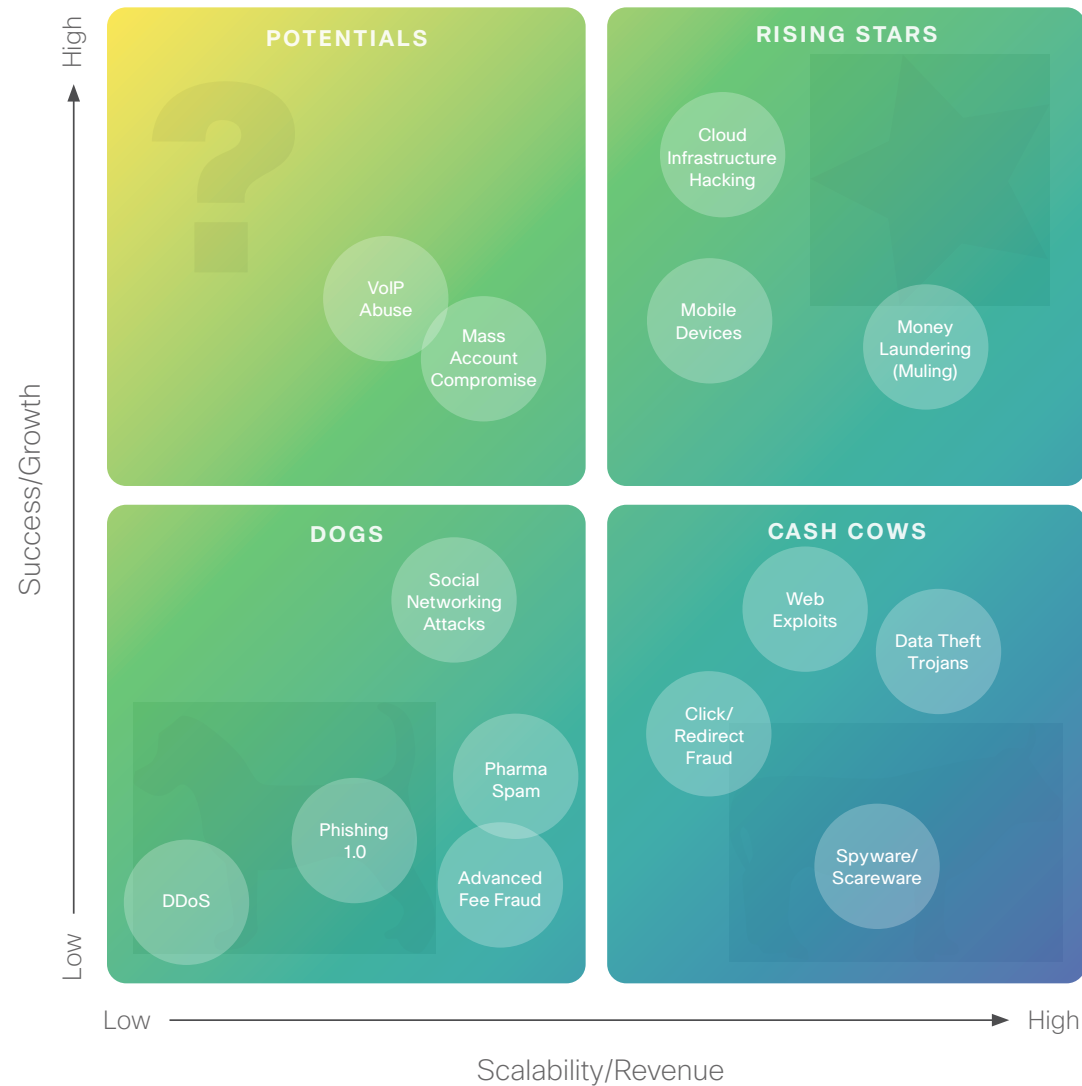 High
Success/Growth
Low
POTENTIALS
?
VoIP
Abuse
Mass
Account
Compromise
RISING STARS
Cloud
Infrastructure
Hacking
Mobile
Devices
Money
Laundering
(Muling)
DOGS
Social
Networking
Attacks
Pharma
Spam
Phishing
1.0
Advanced
Fee Fraud
DDoS
CASH COWS
Web
Exploits
Data Theft
Trojans
Click/
Redirect
Fraud
Spyware/
Scareware
Low
High
Scalability/Revenue